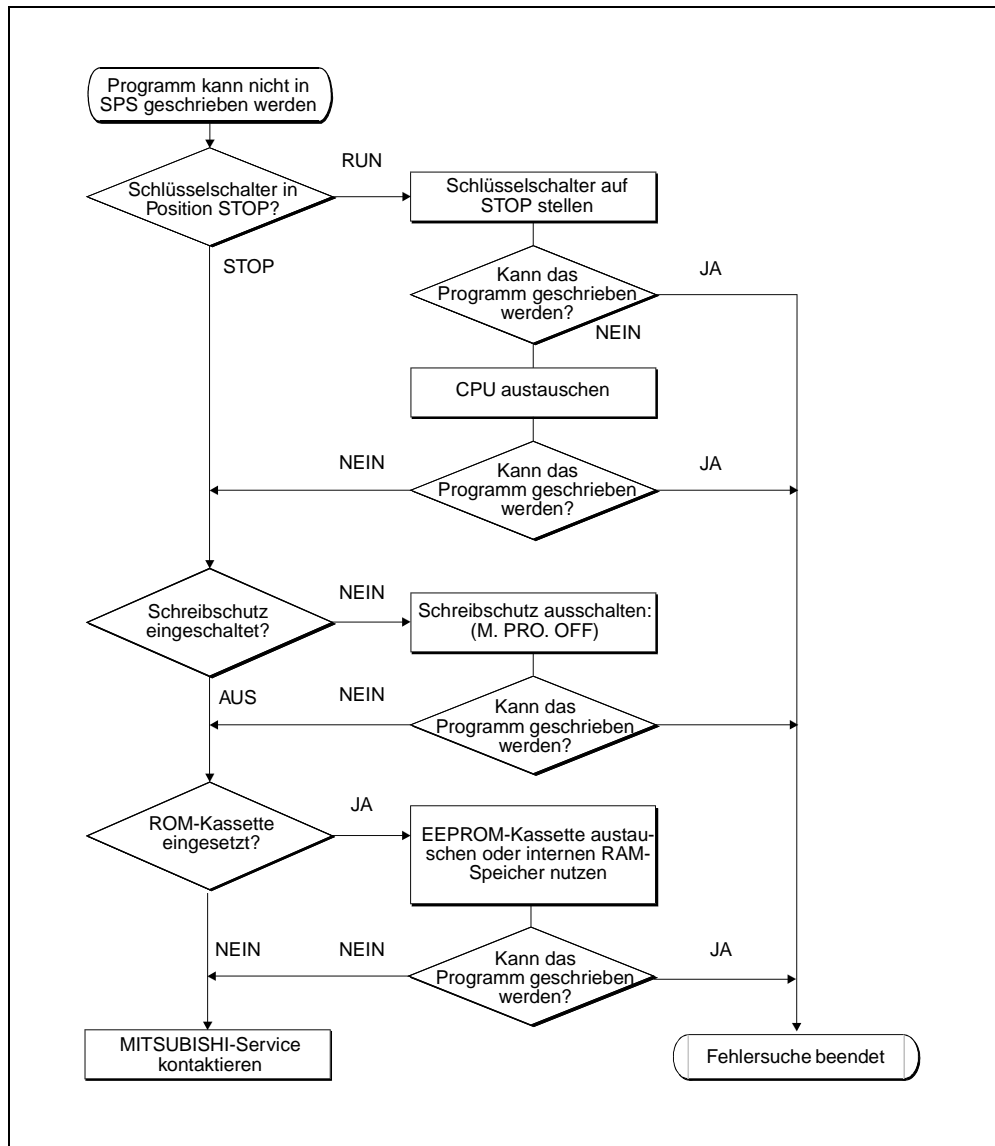 Programm kann nicht in
SPS geschrieben werden
RUN
Schlüsselschalter in
Position STOP?
Schlüsselschalter auf
STOP stellen
STOP
Kann das
Programm geschrieben
werden?
JA
NEIN
CPU austauschen
NEIN
Kann das
Programm geschrieben
werden?
JA
Schreibschutz
eingeschaltet?
NEIN
Schreibschutz ausschalten:
(M. PRO. OFF)
AUS
NEIN
Kann das
Programm geschrieben
werden?
ROM-Kassette
eingesetzt?
JA
EEPROM-Kassette austau-
schen oder internen RAM-
Speicher nutzen
NEIN
NEIN
Kann das
Programm geschrieben
werden?
JA
MITSUBISHI-Service
kontaktieren
Fehlersuche beendet